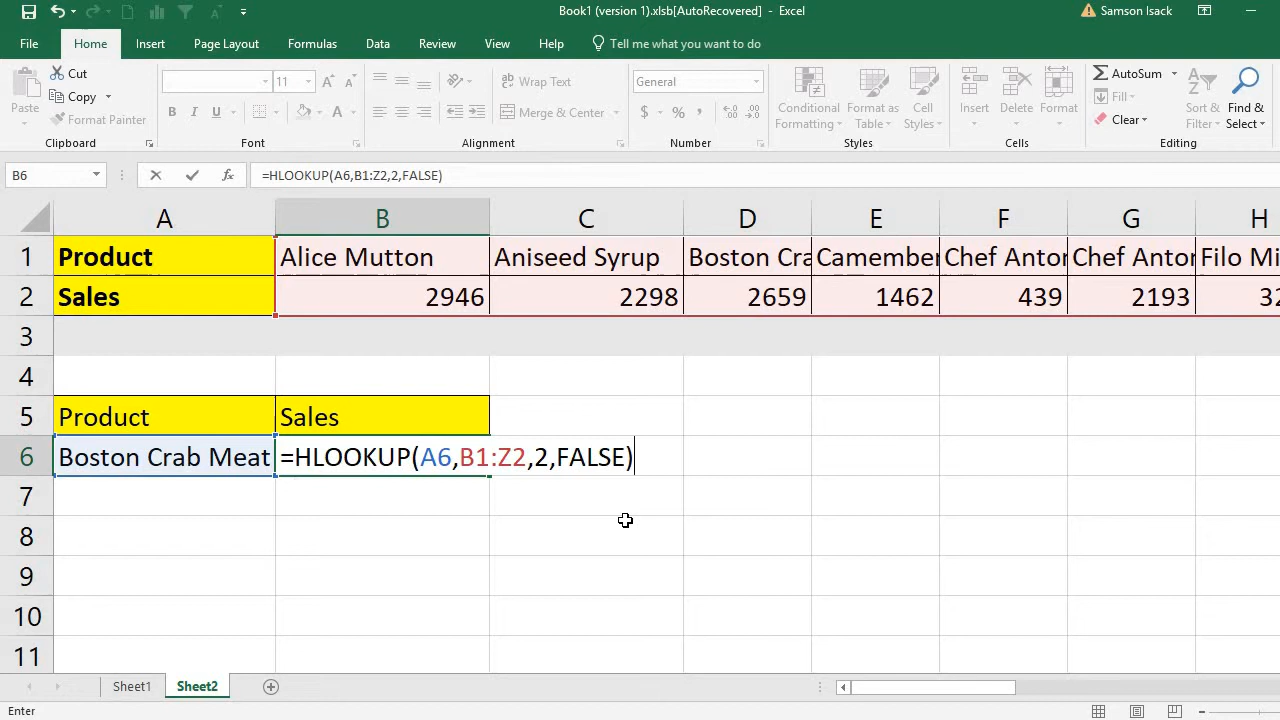 Book1 (version 1).xlsb[AutoRecovered] - Excel
Samson Isack
File Home Insert Page Layout Formulas Data Review View Help Tell me what you want to do
Paste
Cut
Copy
Format Painter
Clipboard
11
A A
B I U A
Font
ab Wrap Text
Merge & Center
Alignment
General
$ % ,
Number
Conditional Formatting
Format as Table
Cell Styles
Styles
Insert
Delete
Format
Cells
AutoSum
Fill
Clear
Sort & Filter
Find & Select
Editing
B6 fx =HLOOKUP(A6,B1:Z2,2,FALSE)
A B C D E F G H
1 Product Alice Mutton Aniseed Syrup Boston Cra Camember Chef Antor Chef Antor Filo Mi
2 Sales 2946 2298 2659 1462 439 2193 32
3
4
5 Product Sales
6 Boston Crab Meat =HLOOKUP(A6,B1:Z2,2,FALSE)
7
8
9
10
11
Sheet1 Sheet2
Enter